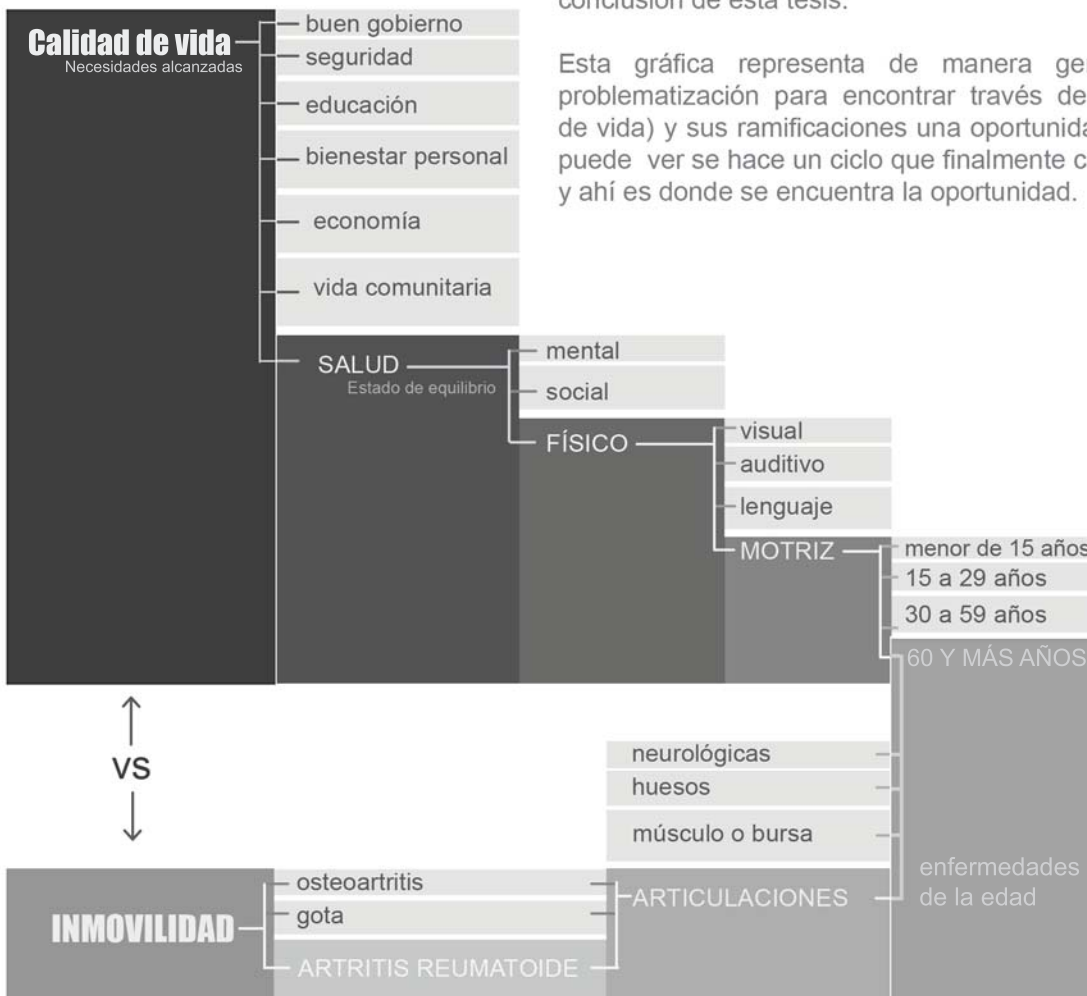 conclusión de esta tesis.
Esta gráfica representa de manera
problematización para encontrar través
de vida) y sus ramificaciones una
puede ver se hace un ciclo que finalmente
y ahí es donde se encuentra la oportunidad.
Calidad de vida
Necesidades alcanzadas
buen gobierno
seguridad
educación
bienestar personal
economía
vida comunitaria
SALUD
Estado de equilibrio
mental
social
FÍSICO
visual
auditivo
lenguaje
MOTRIZ
menor de 15 años
15 a 29 años
30 a 59 años
60 Y MÁS AÑOS
enfermedades
de la edad
neurológicas
huesos
músculo o bursa
ARTICULACIONES
osteoartritis
gota
ARTRITIS REUMATOIDE
INMOVILIDAD
VS